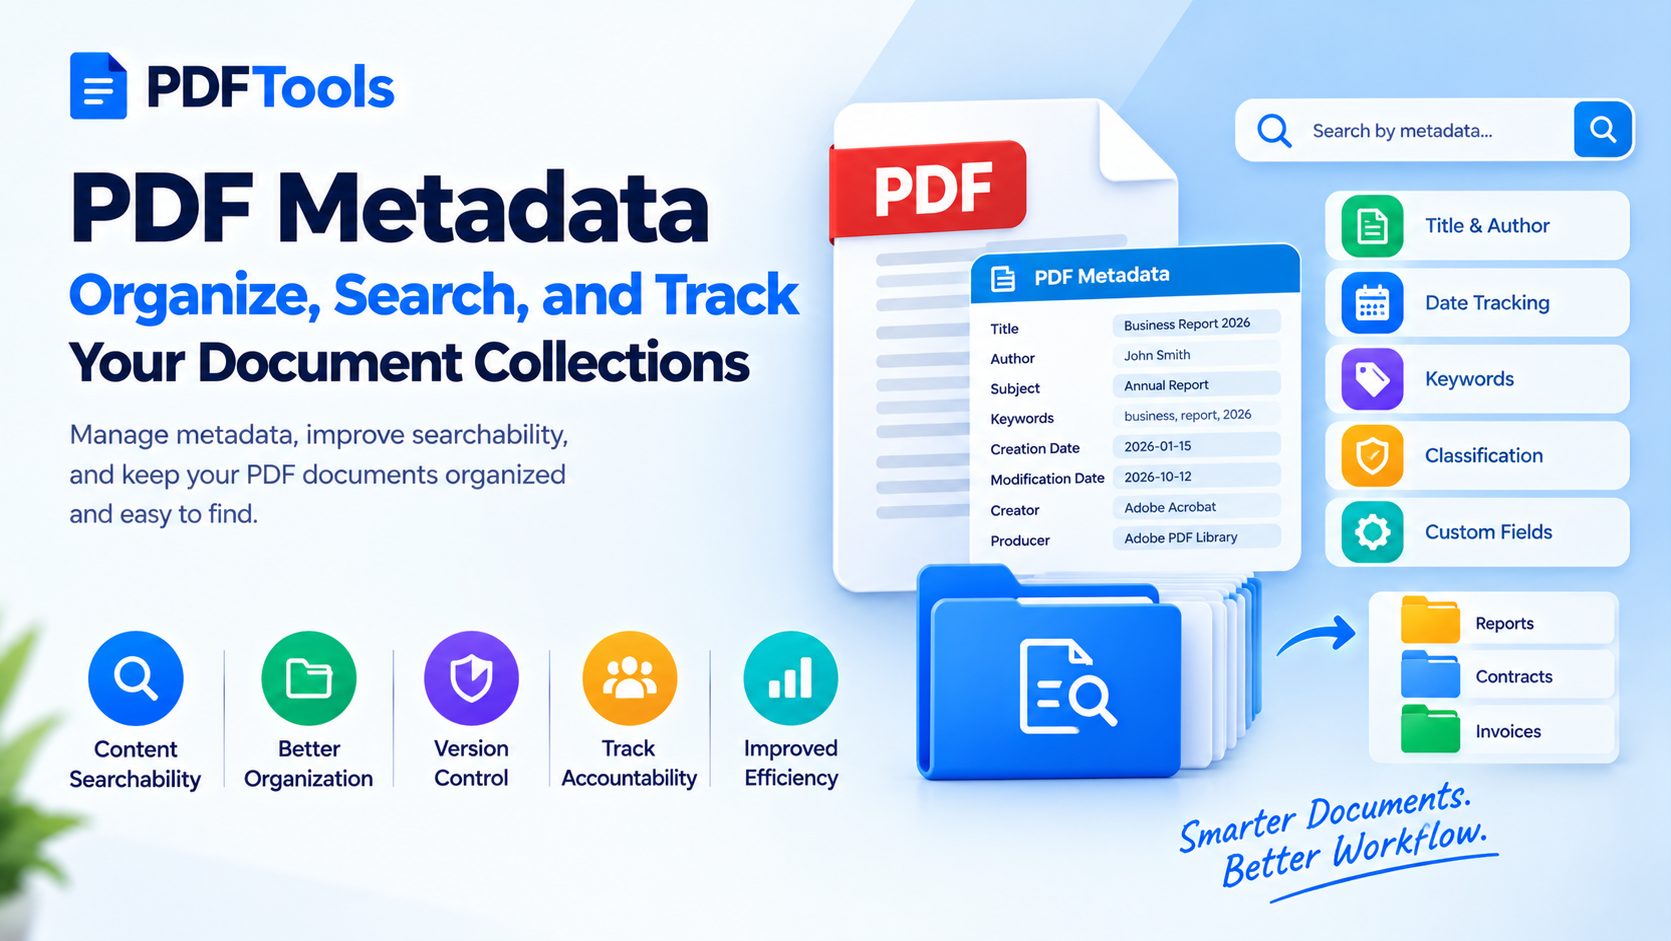 PDFTools
PDF Metadata
Organize, Search, and Track
Your Document Collections
Manage metadata, improve searchability,
and keep your PDF documents organized
and easy to find.
Content
Searchability
Better
Organization
Version
Control
Track
Accountability
Improved
Efficiency
PDF
PDF Metadata
Title Business Report 2026
Author John Smith
Subject Annual Report
Keywords business, report, 2026
Creation Date 2026-01-15
Modification Date 2026-10-12
Creator Adobe Acrobat
Producer Adobe PDF Library
Search by metadata...
Title & Author
Date Tracking
Keywords
Classification
Custom Fields
Reports
Contracts
Invoices
Smarter Documents.
Better Workflow.